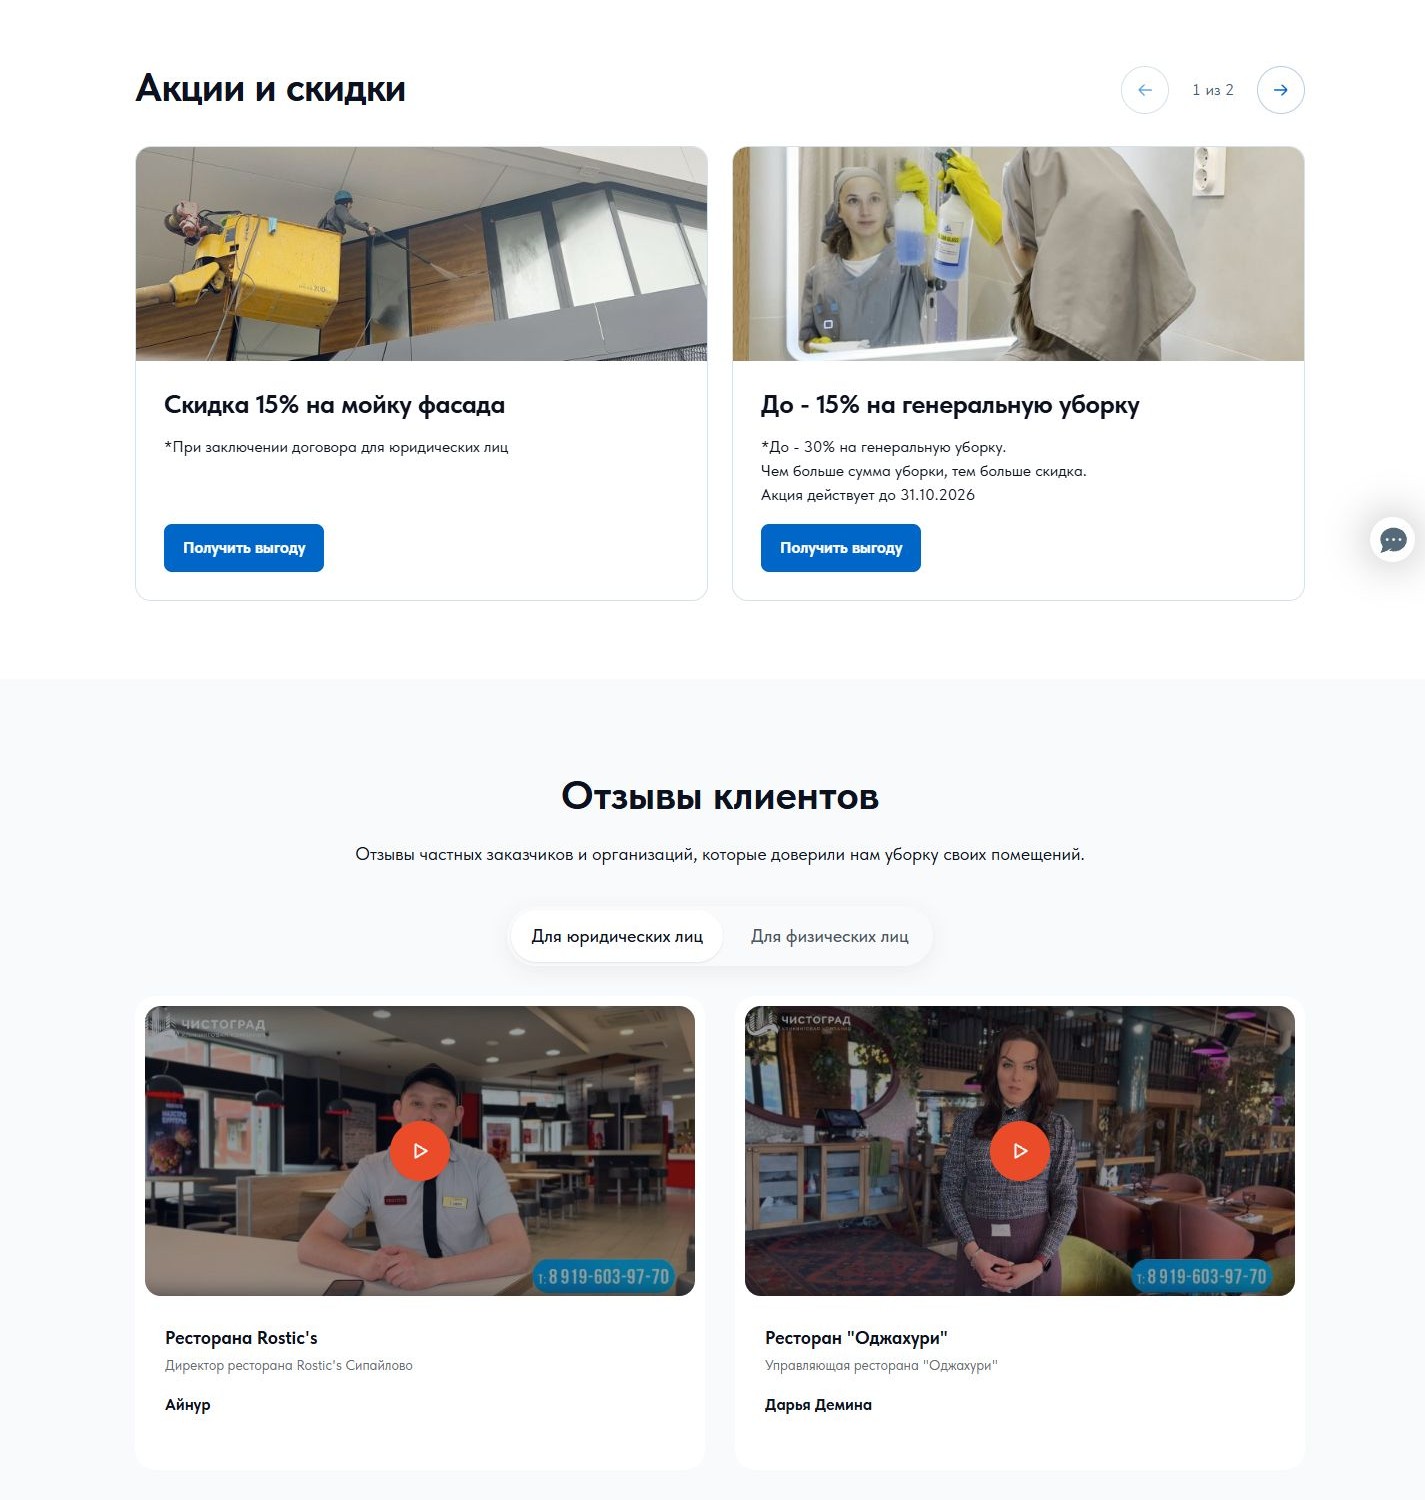 Акции и скидки
1 из 2
Скидка 15% на мойку фасада
*При заключении договора для юридических лиц
Получить выгоду
До - 15% на генеральную уборку
*До - 30% на генеральную уборку.
Чем больше сумма уборки, тем больше скидка.
Акция действует до 31.10.2026
Получить выгоду
Отзывы клиентов
Отзывы частных заказчиков и организаций, которые доверили нам уборку своих помещений.
Для юридических лиц
Для физических лиц
ЧИСТОГРАД
т: 8 919-603-97-70
Ресторана Rostic's
Директор ресторана Rostic's Сипайлово
Айнур
ЧИСТОГРАД
т: 8 919-603-97-70
Ресторан "Оджахури"
Управляющая ресторана "Оджахури"
Дарья Демина